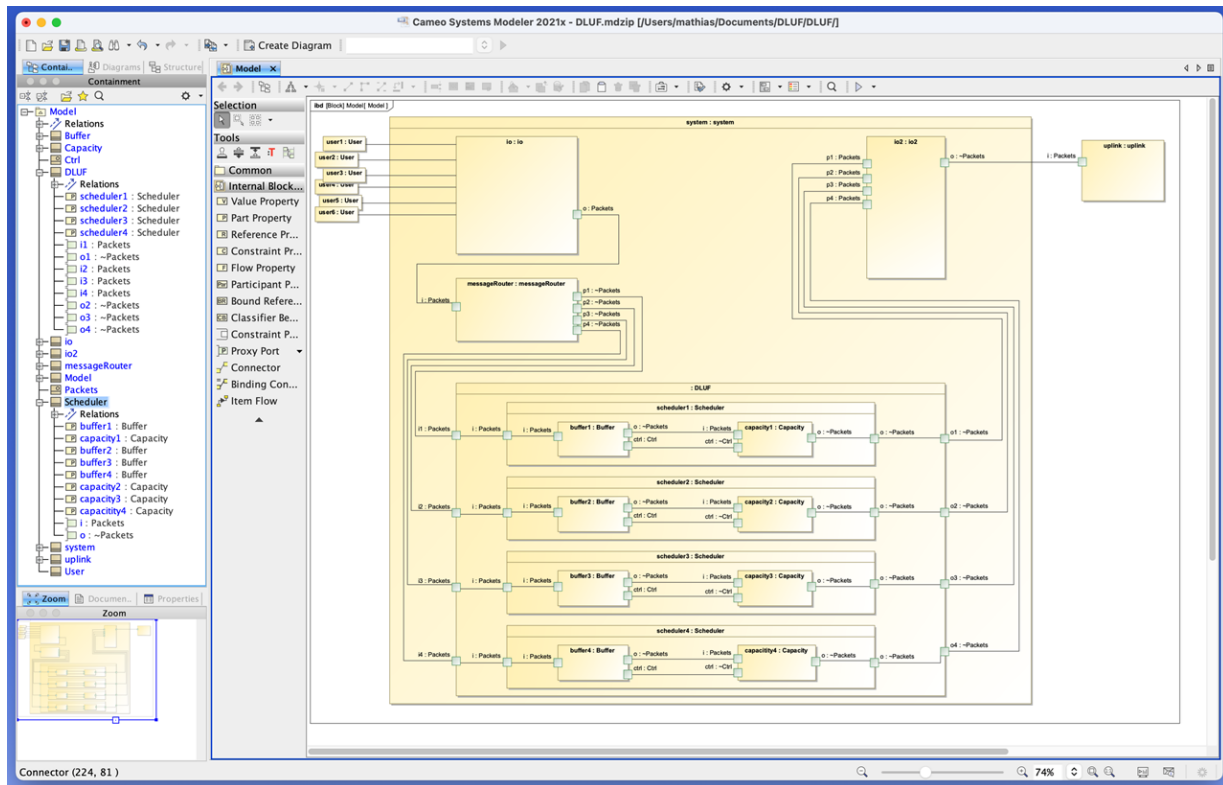 Cameo Systems Modeler 2021x - DLUF.mdzip [/Users/mathias/Documents/DLUF/DLUF/]
Create Diagram
Contai..
Diagrams
Structure
Containment
Model
Relations
Buffer
Capacity
Ctrl
DLUF
Relations
scheduler1 : Scheduler
scheduler2 : Scheduler
scheduler3 : Scheduler
scheduler4 : Scheduler
i1 : Packets
o1 : ~Packets
i2 : Packets
i3 : Packets
i4 : Packets
o2 : ~Packets
o3 : ~Packets
o4 : ~Packets
io
io2
messageRouter
Model
Packets
Scheduler
Relations
buffer1 : Buffer
capacity1 : Capacity
buffer2 : Buffer
buffer3 : Buffer
buffer4 : Buffer
capacity2 : Capacity
capacity3 : Capacity
capacitity4 : Capacity
i : Packets
o : ~Packets
system
uplink
User
Zoom
Documen...
Properties
Zoom
Connector (224, 81 )
Model
Selection
Tools
Common
Internal Block...
Value Property
Part Property
Reference Pr...
Constraint Pr...
Flow Property
Participant P...
Bound Refere...
Classifier Be...
Constraint P...
Proxy Port
Connector
Binding Con...
Item Flow
ibd [Block] Model[ Model ]
system : system
user1 : User
user2 : User
user3 : User
user4 : User
user5 : User
user6 : User
io : io
o : Packets
io2 : io2
p1 : Packets
p2 : Packets
p3 : Packets
p4 : Packets
o : ~Packets
i : Packets
uplink : uplink
messageRouter : messageRouter
i : Packets
p1 : ~Packets
p2 : ~Packets
p3 : ~Packets
p4 : ~Packets
: DLUF
scheduler1 : Scheduler
i1 : Packets
i : Packets
i : Packets
buffer1 : Buffer
o : ~Packets
ctrl : Ctrl
i : Packets
ctrl : ~Ctrl
capacity1 : Capacity
o : ~Packets
o : ~Packets
o1 : ~Packets
scheduler2 : Scheduler
i2 : Packets
i : Packets
i : Packets
buffer2 : Buffer
o : ~Packets
ctrl : Ctrl
i : Packets
ctrl : ~Ctrl
capacity2 : Capacity
o : ~Packets
o : ~Packets
o2 : ~Packets
scheduler3 : Scheduler
i3 : Packets
i : Packets
i : Packets
buffer3 : Buffer
o : ~Packets
ctrl : Ctrl
i : Packets
ctrl : ~Ctrl
capacity3 : Capacity
o : ~Packets
o : ~Packets
o3 : ~Packets
scheduler4 : Scheduler
i4 : Packets
i : Packets
i : Packets
buffer4 : Buffer
o : ~Packets
ctrl : Ctrl
i : Packets
ctrl : ~Ctrl
capacitity4 : Capacity
o : ~Packets
o : ~Packets
o4 : ~Packets
74%